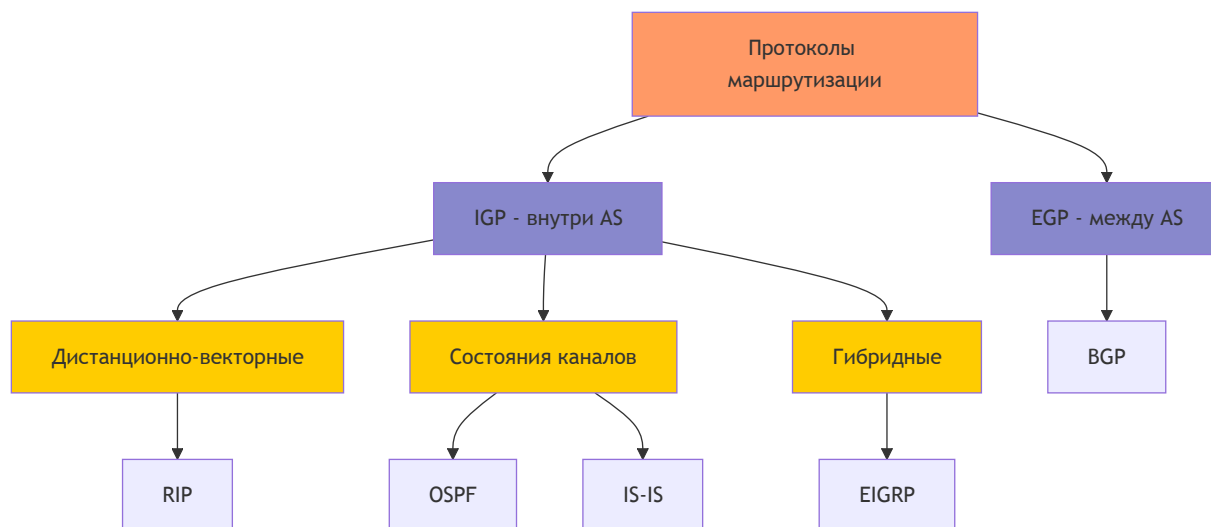 Протоколы
маршрутизации
IGP - внутри AS
EGP - между AS
Дистанционно-векторные
Состояния каналов
Гибридные
BGP
RIP
OSPF
IS-IS
EIGRP